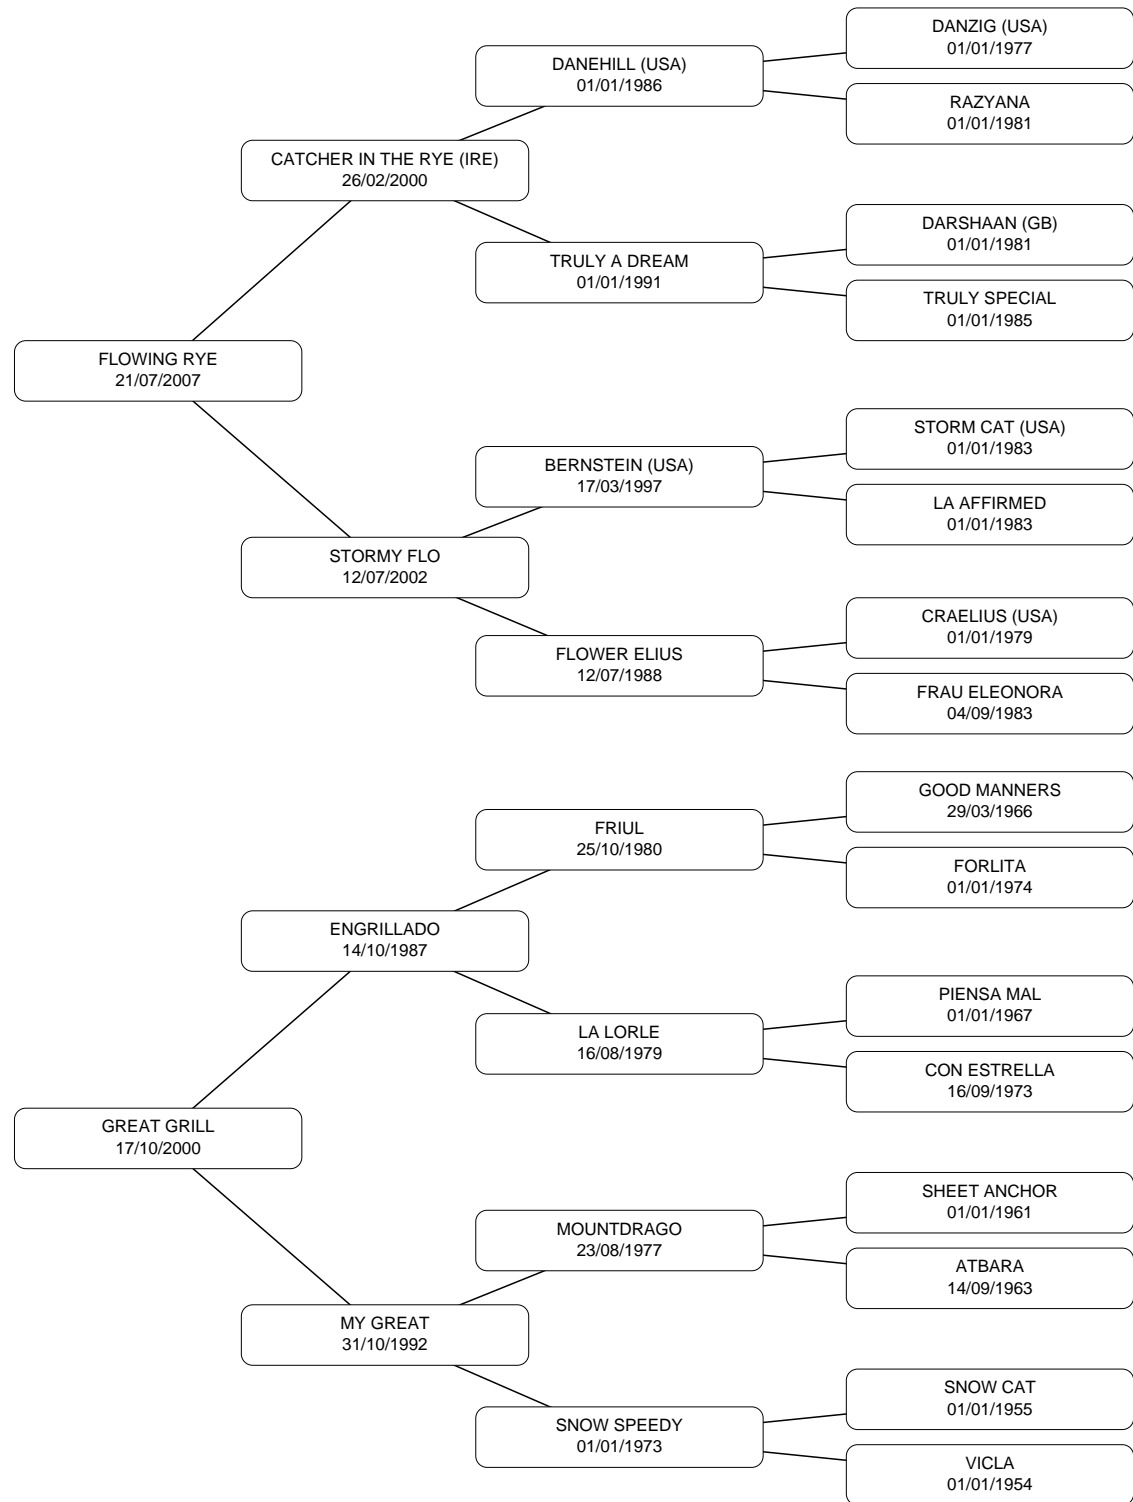 DANZIG (USA)
01/01/1977
DANEHILL (USA)
01/01/1986
RAZYANA
01/01/1981
CATCHER IN THE RYE (IRE)
26/02/2000
DARSHAAN (GB)
01/01/1981
TRULY A DREAM
01/01/1991
TRULY SPECIAL
01/01/1985
FLOWING RYE
21/07/2007
STORM CAT (USA)
01/01/1983
BERNSTEIN (USA)
17/03/1997
LA AFFIRMED
01/01/1983
STORMY FLO
12/07/2002
CRAELIUS (USA)
01/01/1979
FLOWER ELIUS
12/07/1988
FRAU ELEONORA
04/09/1983
GOOD MANNERS
29/03/1966
FRIUL
25/10/1980
FORLITA
01/01/1974
ENGRILLADO
14/10/1987
PIENSA MAL
01/01/1967
LA LORLE
16/08/1979
CON ESTRELLA
16/09/1973
GREAT GRILL
17/10/2000
SHEET ANCHOR
01/01/1961
MOUNTDRAGO
23/08/1977
ATBARA
14/09/1963
MY GREAT
31/10/1992
SNOW CAT
01/01/1955
SNOW SPEEDY
01/01/1973
VICLA
01/01/1954